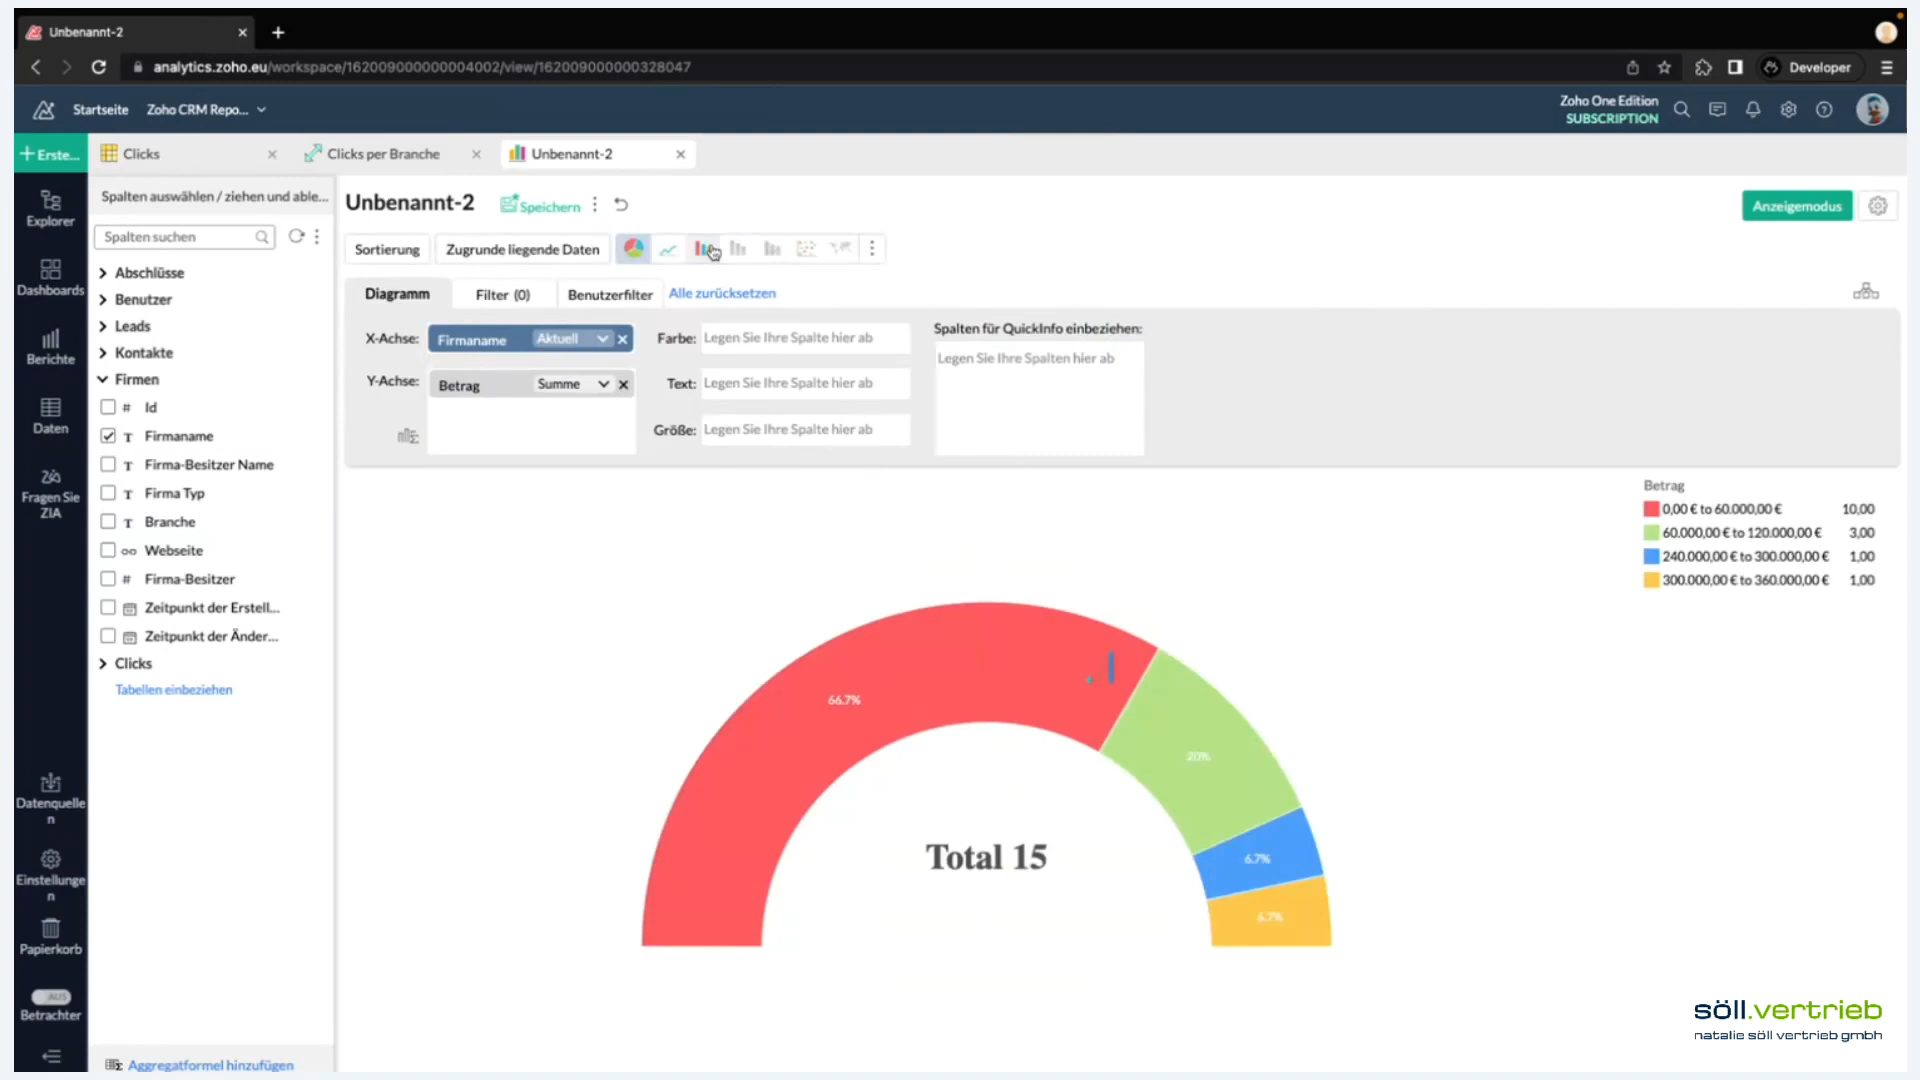 Unbenannt-2
analytics.zoho.eu/workspace/162009000000004002/view/162009000000328047
Developer
Startseite
Zoho CRM Repo...
Zoho One Edition
SUBSCRIPTION
+ Erste...
Clicks
Clicks per Branche
Unbenannt-2
Explorer
Dashboards
Berichte
Daten
Fragen Sie
ZIA
Datenquelle
n
Einstellunge
n
Papierkorb
AUS
Betrachter
Spalten auswählen / ziehen und able...
Spalten suchen
Abschlüsse
Benutzer
Leads
Kontakte
Firmen
# Id
T Firmaname
T Firma-Besitzer Name
T Firma Typ
T Branche
Webseite
# Firma-Besitzer
Zeitpunkt der Erstell...
Zeitpunkt der Änder...
Clicks
Tabellen einbeziehen
Aggregatformel hinzufügen
Unbenannt-2
Speichern
Anzeigemodus
Sortierung
Zugrunde liegende Daten
Diagramm
Filter (0)
Benutzerfilter
Alle zurücksetzen
X-Achse: Firmaname Aktuell
Y-Achse: Betrag Summe
Farbe: Legen Sie Ihre Spalte hier ab
Text: Legen Sie Ihre Spalte hier ab
Größe: Legen Sie Ihre Spalte hier ab
Spalten für QuickInfo einbeziehen:
Legen Sie Ihre Spalten hier ab
Betrag
0,00 € to 60.000,00 € 10,00
60.000,00 € to 120.000,00 € 3,00
240.000,00 € to 300.000,00 € 1,00
300.000,00 € to 360.000,00 € 1,00
66.7%
20%
6.7%
6.7%
Total 15
söll.vertrieb
natalie söll vertrieb gmbh